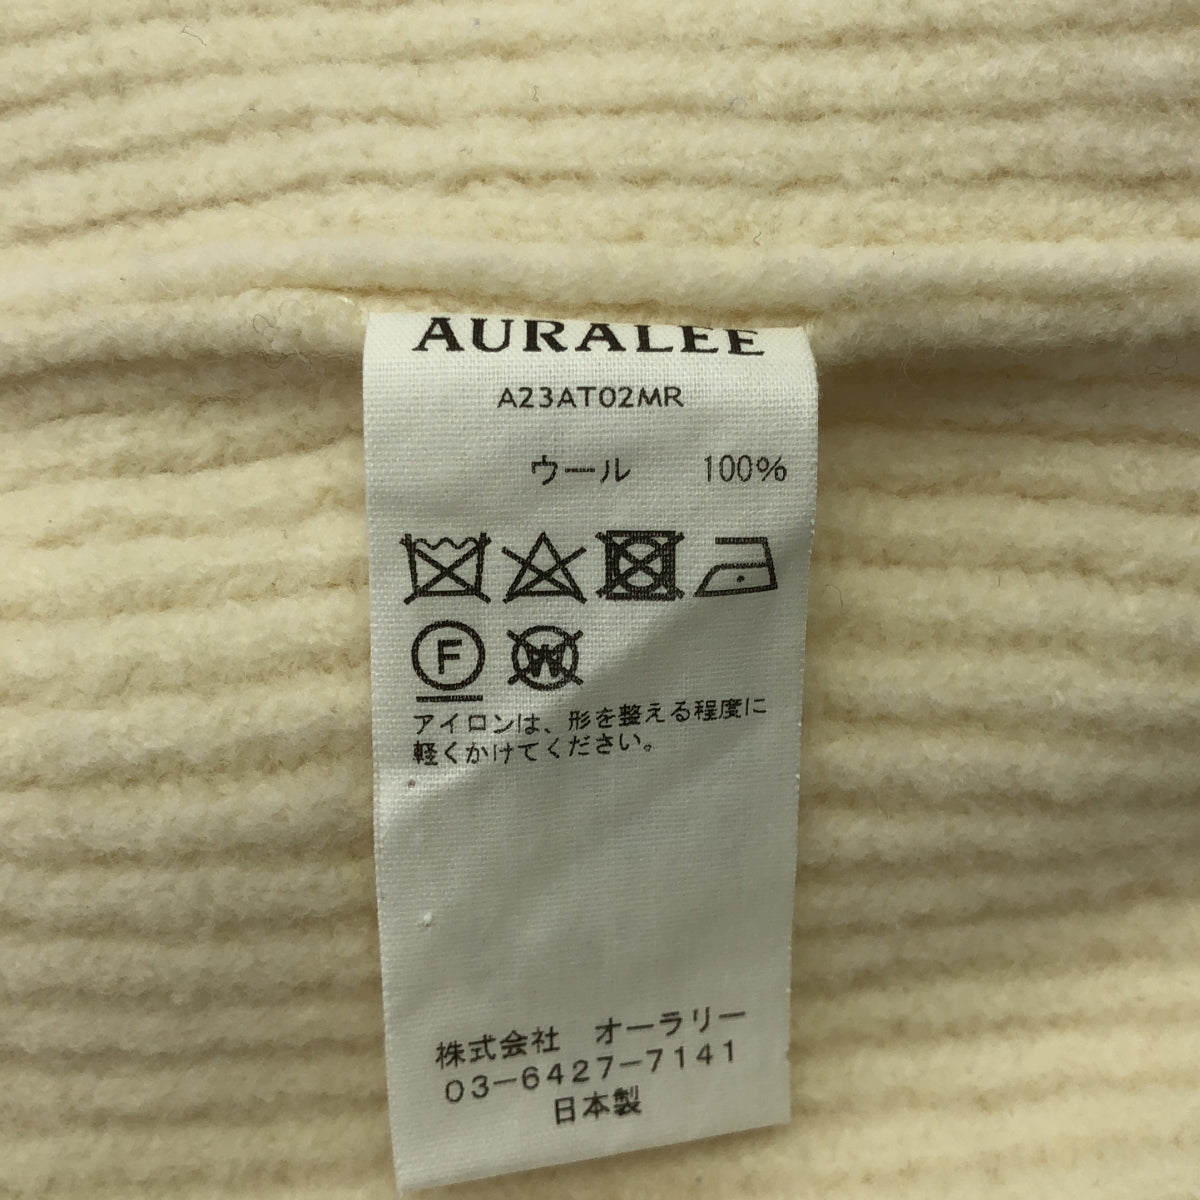 AURALEE
A23AT02MR
ウール 100%
F W
アイロンは、形を整える程度に
軽くかけてください。
株式会社 オーラリー
03-6427-7141
日本製